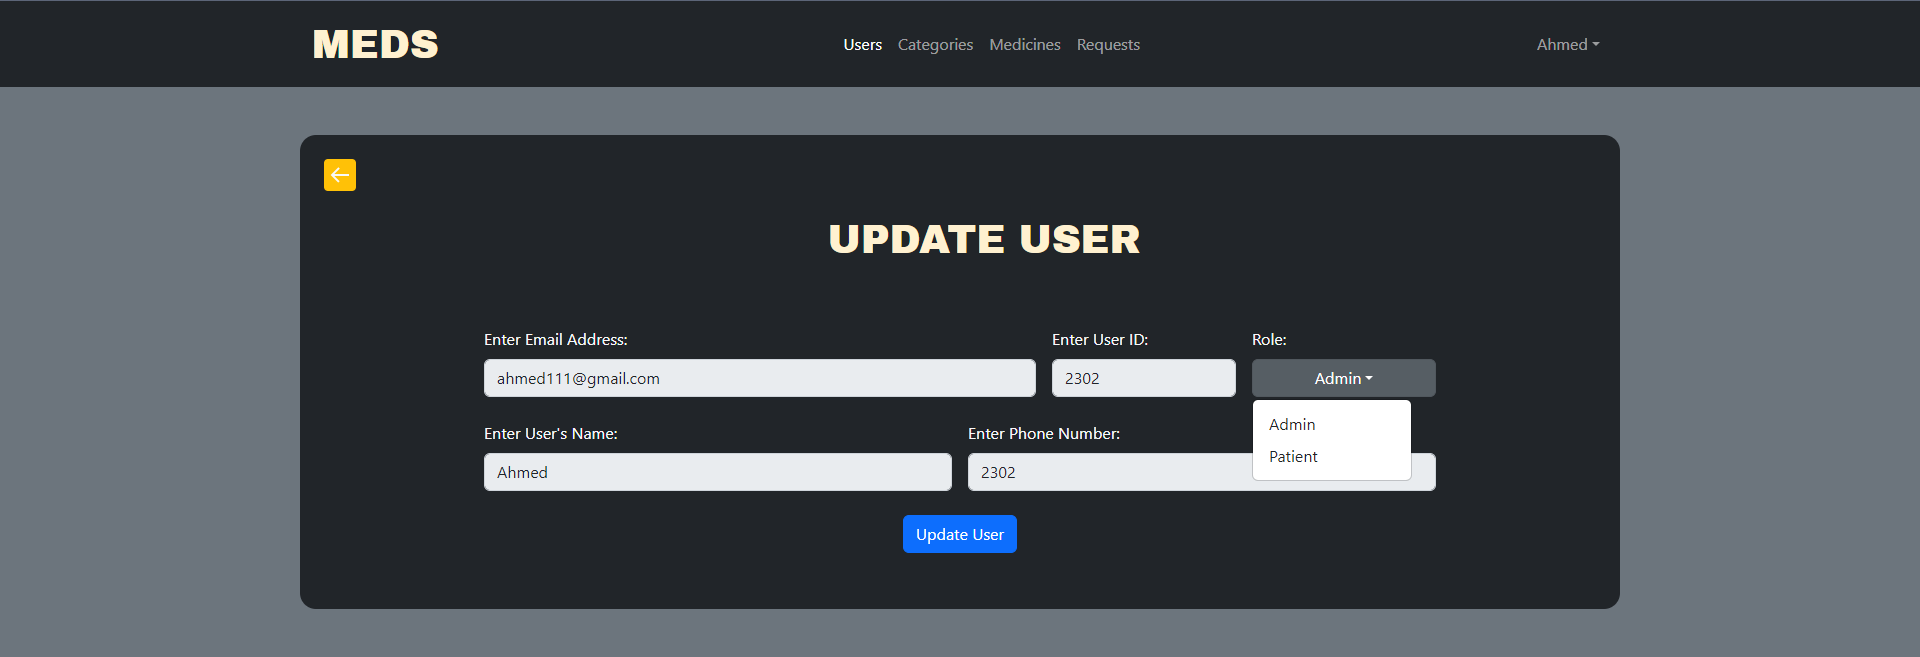 MEDS
Users Categories Medicines Requests
Ahmed
UPDATE USER
Enter Email Address:
ahmed111@gmail.com
Enter User ID:
2302
Role:
Admin
Admin
Patient
Enter User's Name:
Ahmed
Enter Phone Number:
2302
Update User